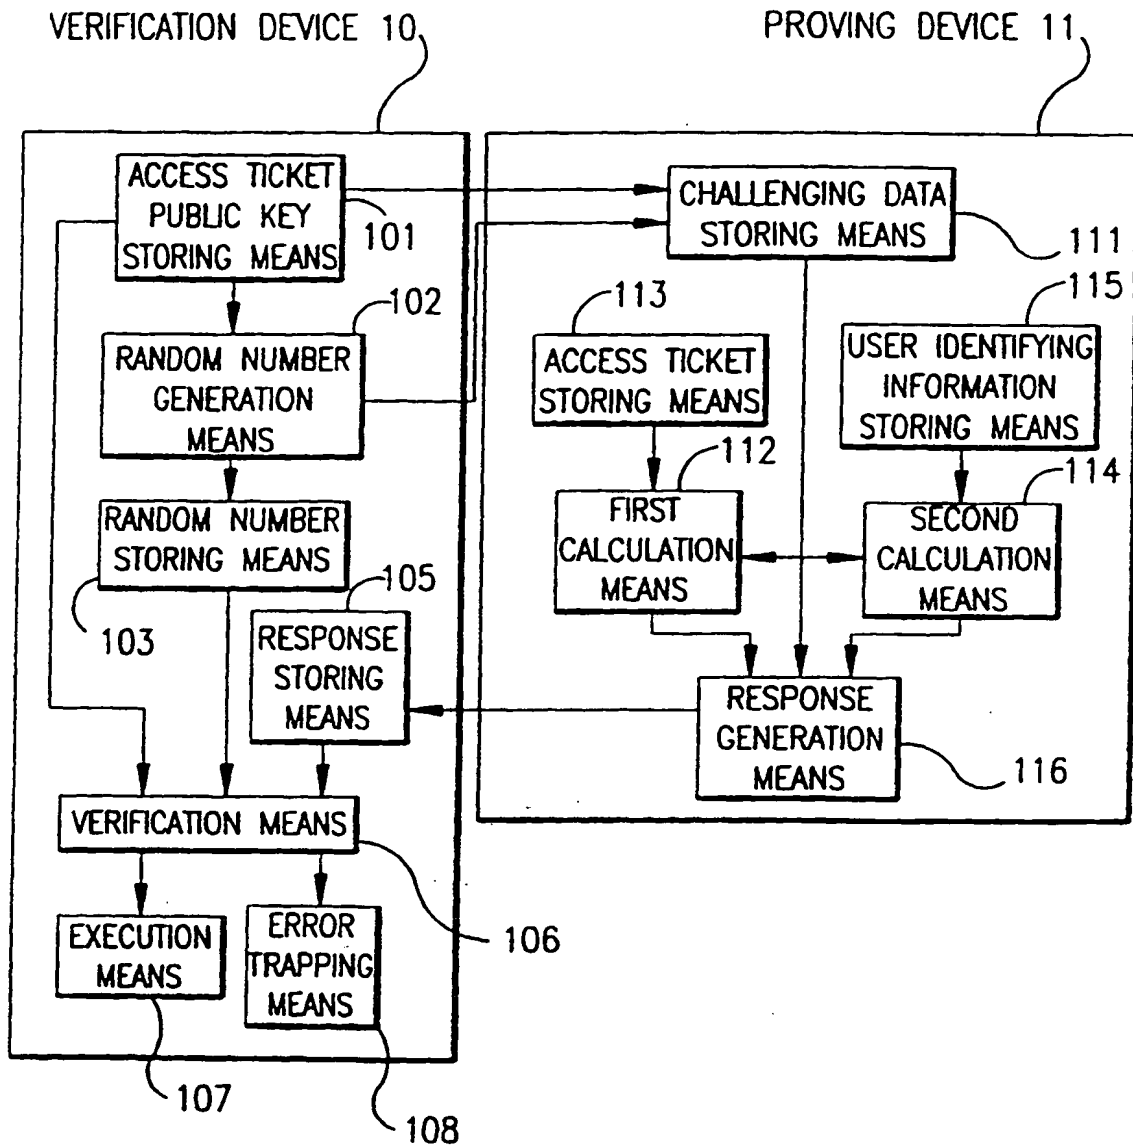 VERIFICATION DEVICE 10
PROVING DEVICE 11
ACCESS TICKET
PUBLIC KEY
STORING MEANS
101
102
RANDOM NUMBER
GENERATION
MEANS
RANDOM NUMBER
STORING MEANS
103
105
RESPONSE
STORING
MEANS
VERIFICATION MEANS
106
EXECUTION
MEANS
107
ERROR
TRAPPING
MEANS
108
CHALLENGING DATA
STORING MEANS
111
113
ACCESS TICKET
STORING MEANS
115
USER IDENTIFYING
INFORMATION
STORING MEANS
112
FIRST
CALCULATION
MEANS
114
SECOND
CALCULATION
MEANS
RESPONSE
GENERATION
MEANS
116